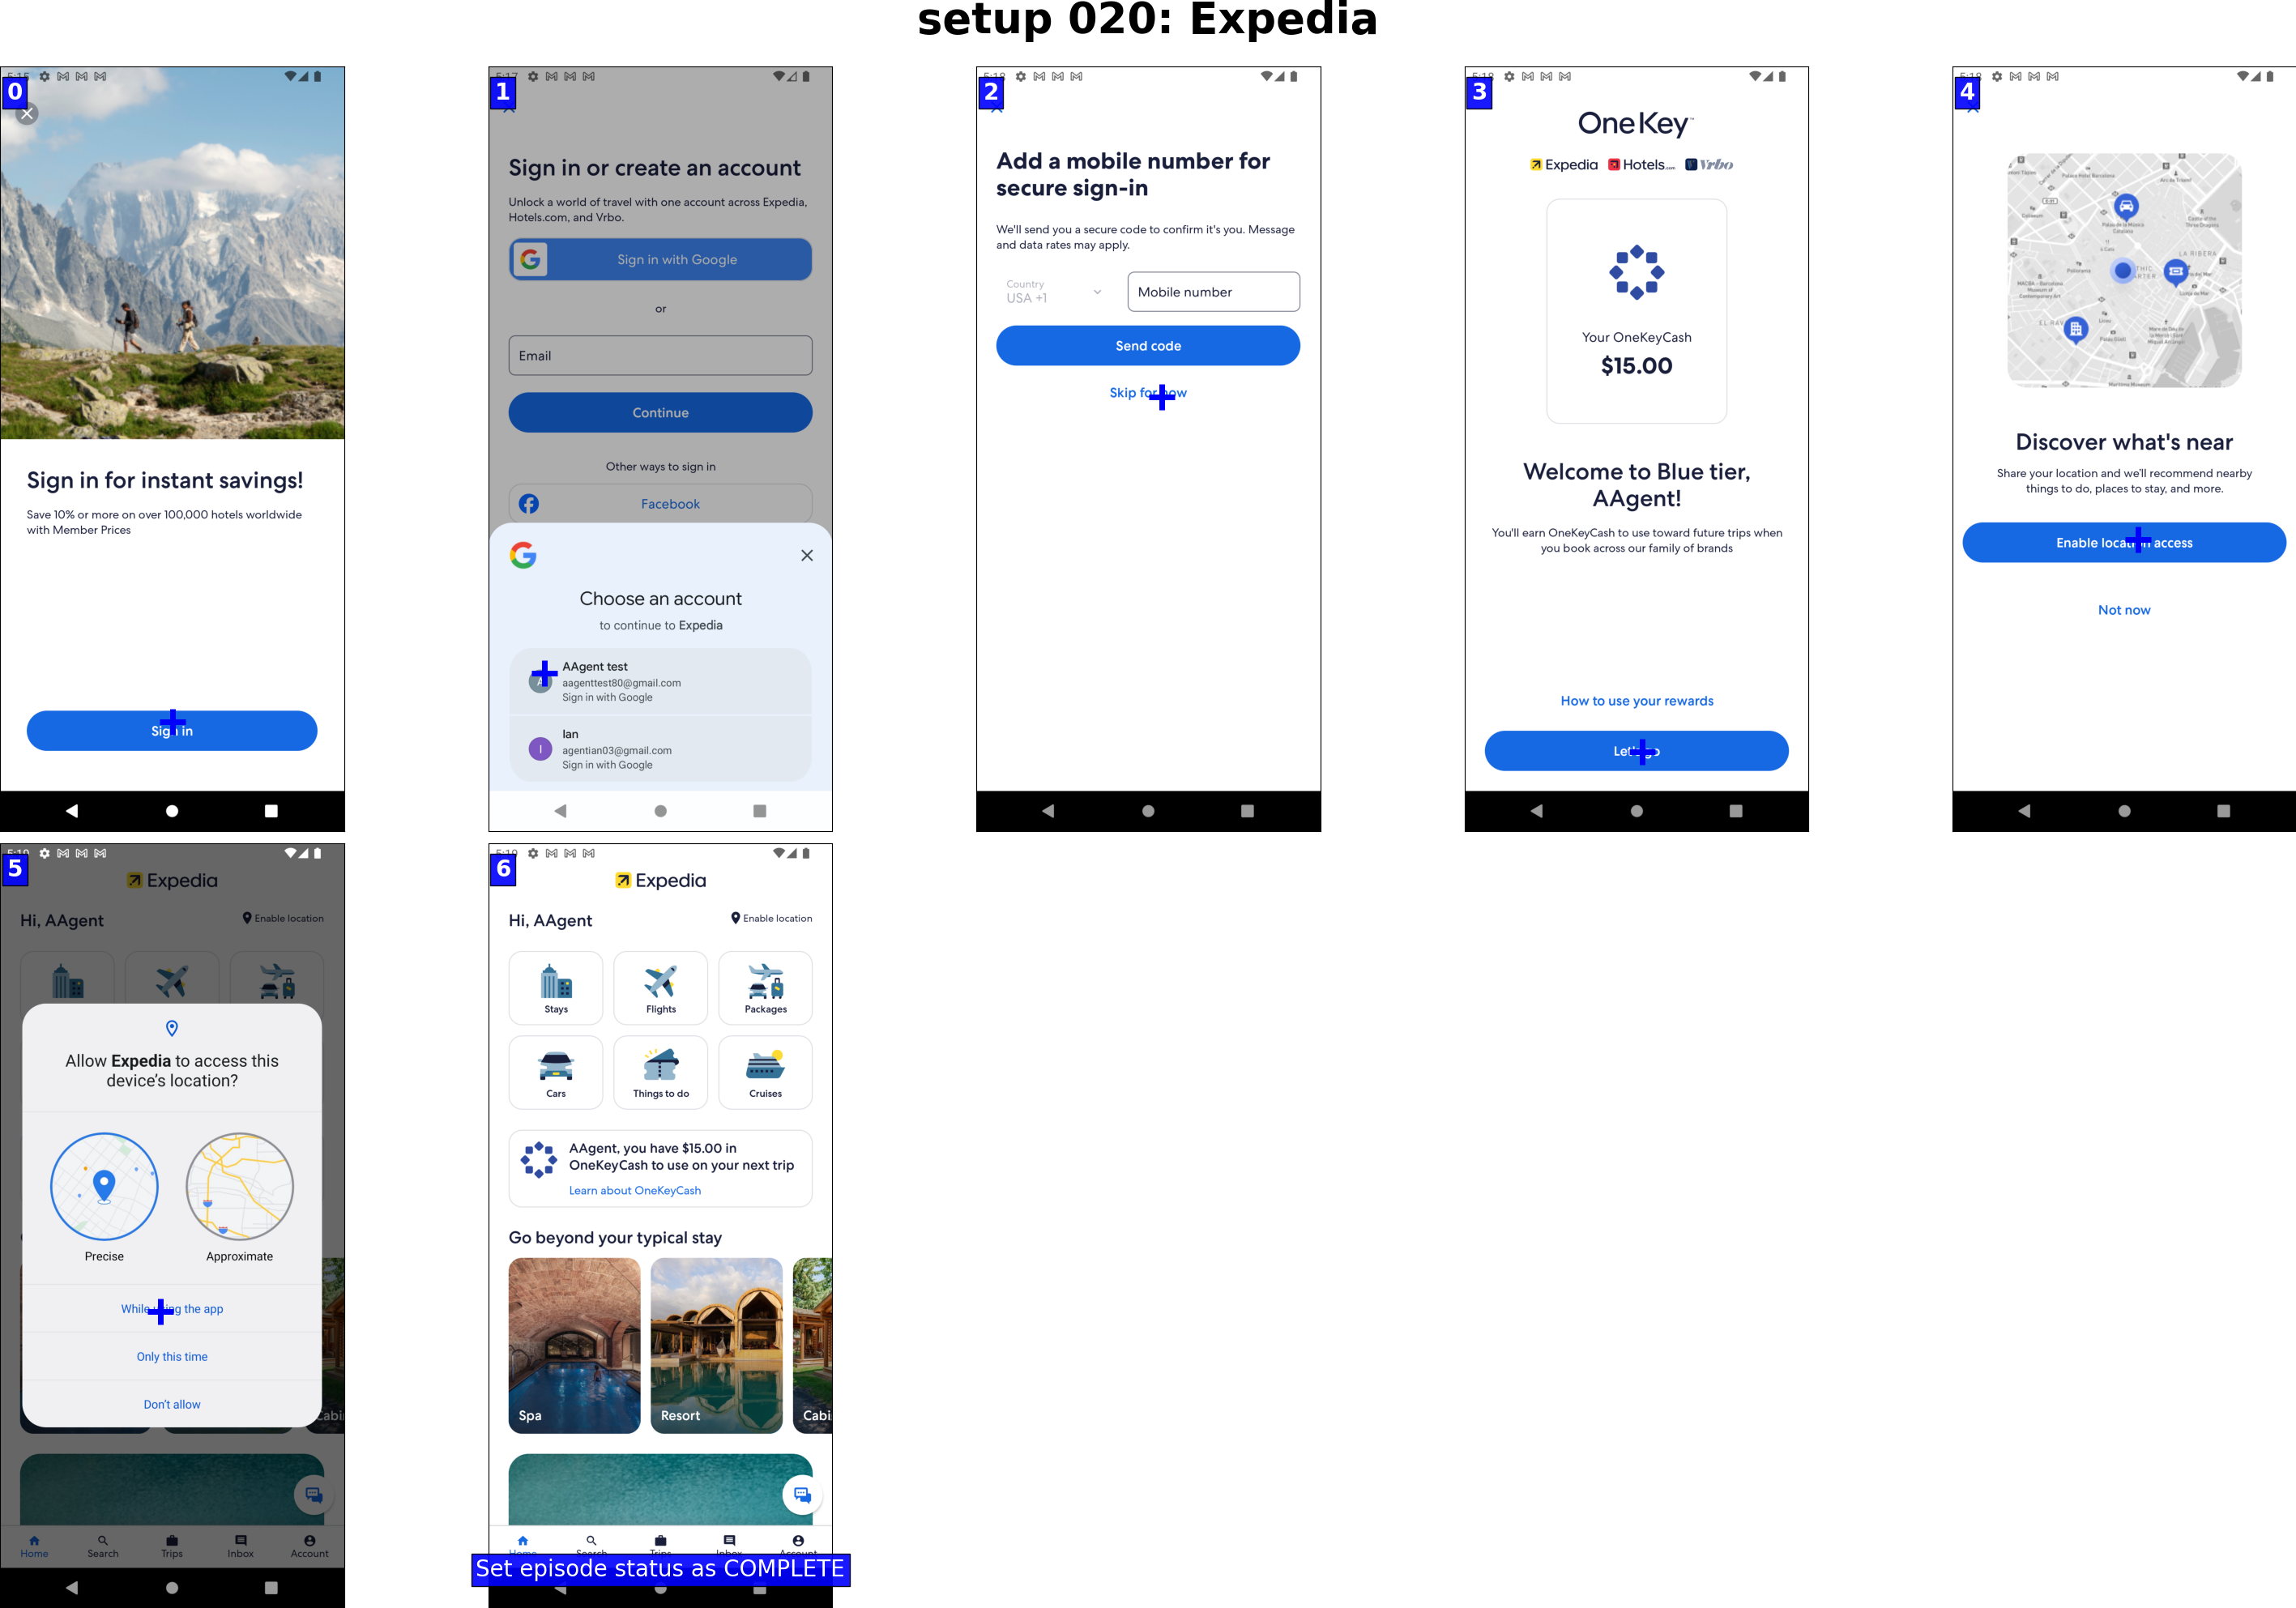 setup 020: Expedia
0
Sign in for instant savings!
Save 10% or more on over 100,000 hotels worldwide
with Member Prices
1
Sign in or create an account
Unlock a world of travel with one account across Expedia,
Hotels.com, and Vrbo.
Sign in with Google
or
Email
Continue
Other ways to sign in
Facebook
Choose an account
to continue to Expedia
AAgent test
aagenttest80@gmail.com
Sign in with Google
I
Ian
agentian03@gmail.com
Sign in with Google
2
Add a mobile number for
secure sign-in
We'll send you a secure code to confirm it's you. Message
and data rates may apply.
Country
USA +1
Mobile number
Send code
Skip for now
3
One Key™
Expedia Hotels.com Vrbo
Your OneKeyCash
$15.00
Welcome to Blue tier,
AAgent!
You'll earn OneKeyCash to use toward future trips when
you book across our family of brands
How to use your rewards
Let's go
4
LA RIBERA
Discover what's near
Share your location and we'll recommend nearby
things to do, places to stay, and more.
Enable location access
Not now
5
Expedia
Hi, AAgent
Enable location
Allow Expedia to access this
device's location?
Precise
Approximate
While using the app
Only this time
Don't allow
Home
Search
Trips
Inbox
Account
6
Expedia
Hi, AAgent
Enable location
Stays
Flights
Packages
Cars
Things to do
Cruises
AAgent, you have $15.00 in
OneKeyCash to use on your next trip
Learn about OneKeyCash
Go beyond your typical stay
Spa
Resort
Cabi
Set episode status as COMPLETE